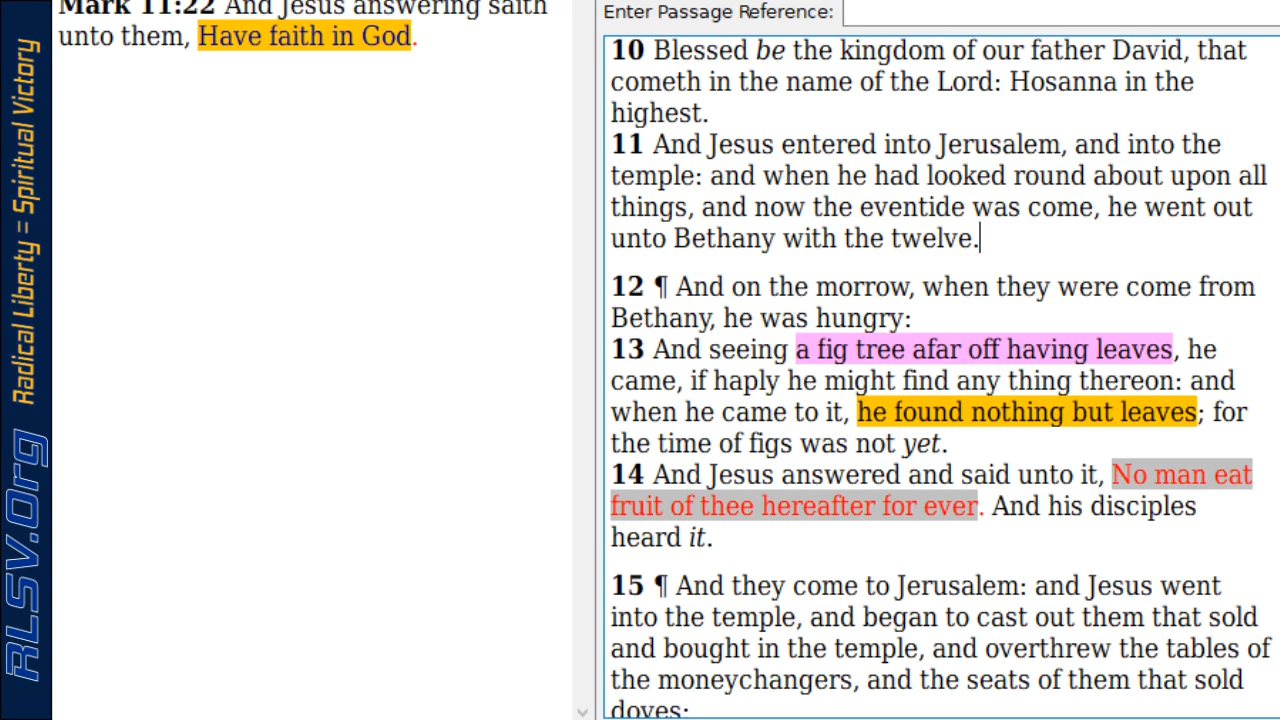 RLSV.Org Radical Liberty = Spiritual Victory
Mark 11:22 And Jesus answering saith
unto them, Have faith in God.
Enter Passage Reference:
10 Blessed be the kingdom of our father David, that
cometh in the name of the Lord: Hosanna in the
highest.
11 And Jesus entered into Jerusalem, and into the
temple: and when he had looked round about upon all
things, and now the eventide was come, he went out
unto Bethany with the twelve.
12 ¶ And on the morrow, when they were come from
Bethany, he was hungry:
13 And seeing a fig tree afar off having leaves, he
came, if haply he might find any thing thereon: and
when he came to it, he found nothing but leaves; for
the time of figs was not yet.
14 And Jesus answered and said unto it, No man eat
fruit of thee hereafter for ever. And his disciples
heard it.
15 ¶ And they come to Jerusalem: and Jesus went
into the temple, and began to cast out them that sold
and bought in the temple, and overthrew the tables of
the moneychangers, and the seats of them that sold
doves;